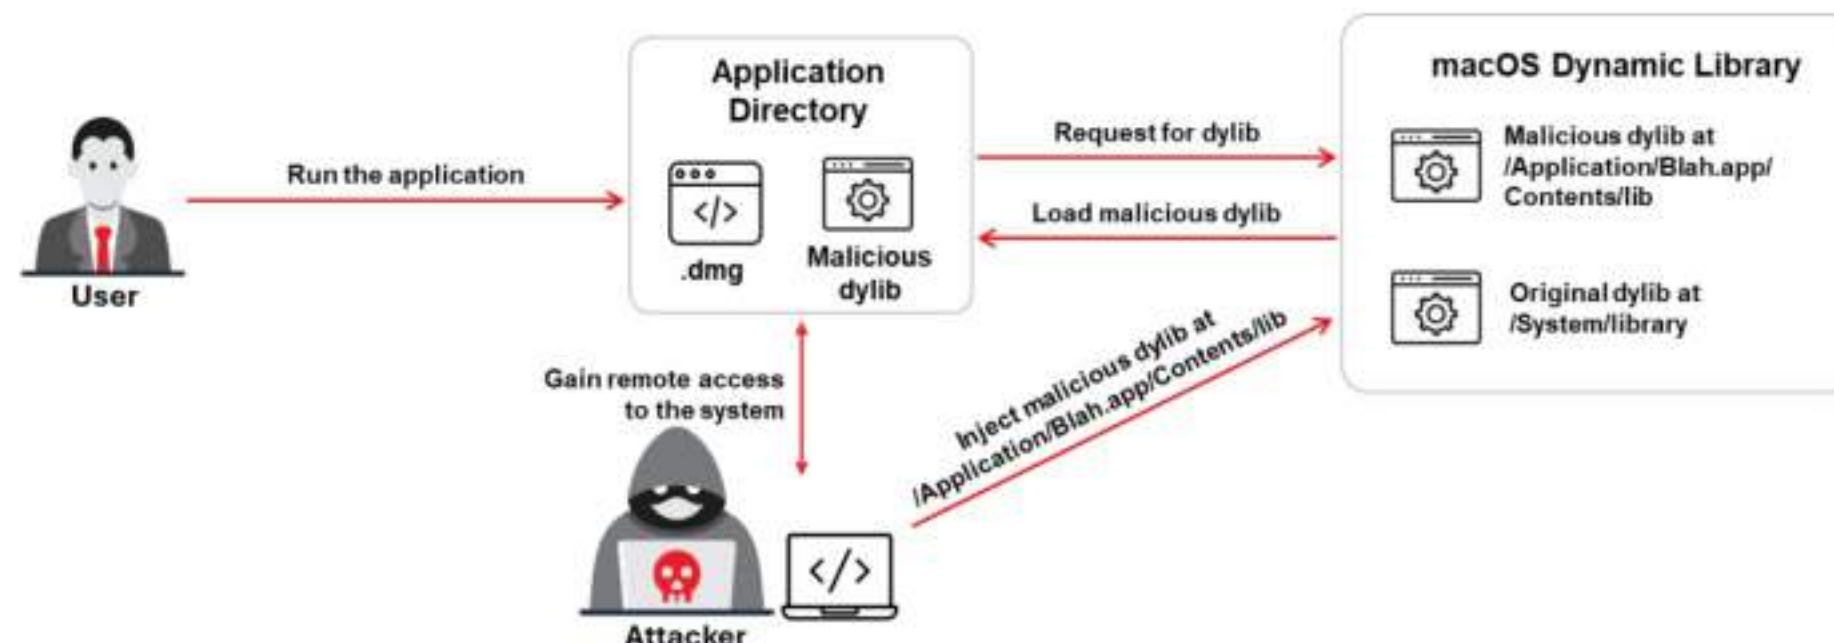 Application
Directory
macOS Dynamic Library
Run the application
Request for dylib
Malicious dylib at
/Application/Blah.app/
Contents/lib
</>
Load malicious dylib
.dmg
Malicious
dylib
User
Original dylib at
/System/library
Gain remote access
to the system
Inject malicious dylib at
/Application/Blah.app/Contents/lib
</>
Attacker